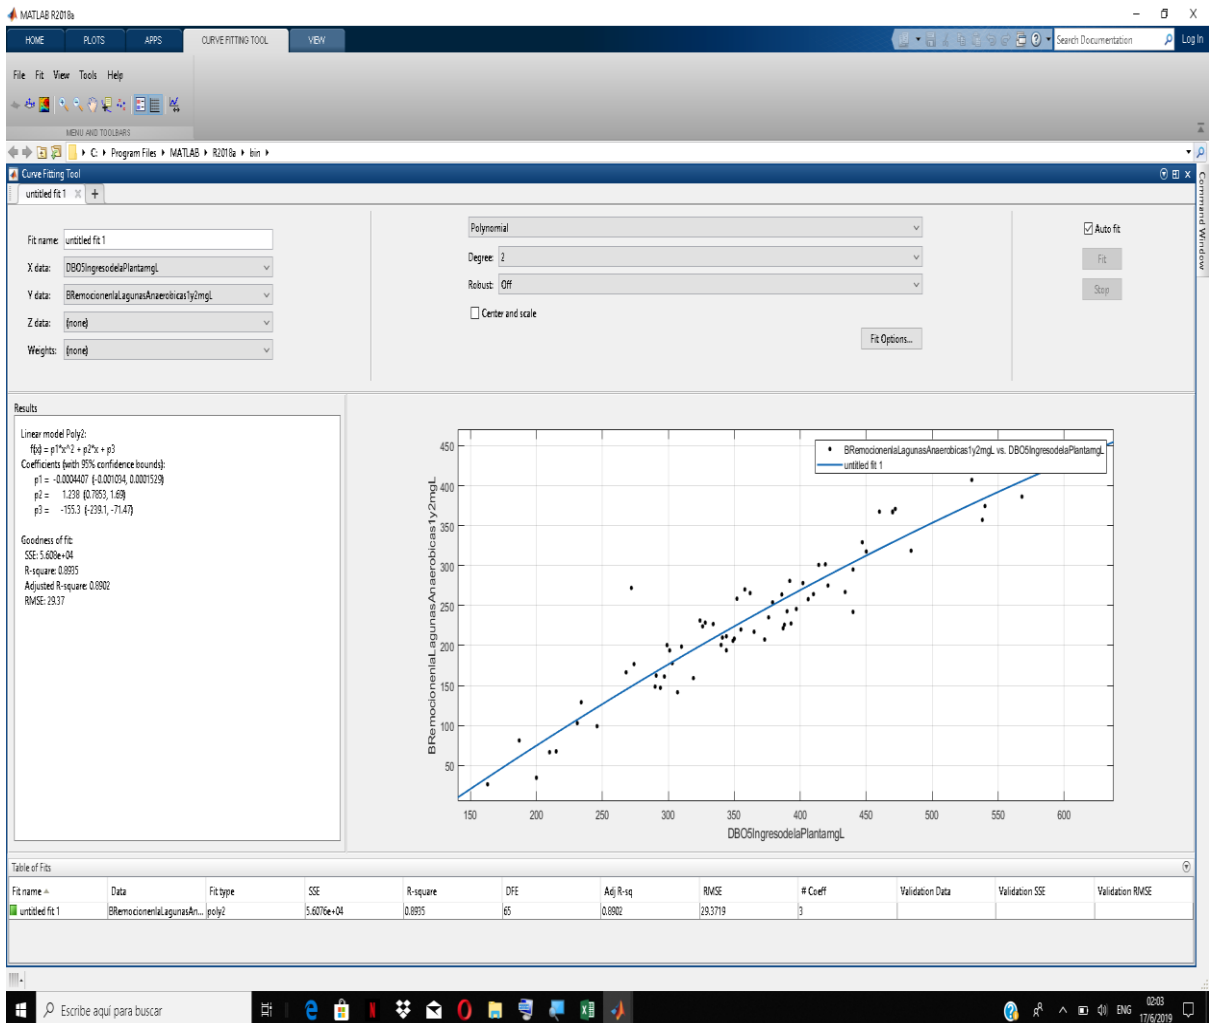 MATLAB R2018a
HOME PLOTS APPS CURVE FITTING TOOL VIEW Search Documentation Log In
File Fit View Tools Help
MENU AND TOOLBARS
C: Program Files MATLAB R2018a bin
Curve Fitting Tool
untitled fit 1
Command Window
Fit name: untitled fit 1
X data: DBO5IngresodelaPlantamgL
Y data: BRemocionenlaLagunasAnaerobicas1y2mgL
Z data: (none)
Weights: (none)
Polynomial
Degree: 2
Robust: Off
Center and scale
Fit Options...
Auto fit
Fit
Stop
Results
Linear model Poly2:
f(x) = p1*x^2 + p2*x + p3
Coefficients (with 95% confidence bounds):
p1 = -0.0004407 (-0.001034, 0.0001529)
p2 = 1.238 (0.7853, 1.69)
p3 = -155.3 (-239.1, -71.47)
Goodness of fit:
SSE: 5.608e+04
R-square: 0.8935
Adjusted R-square: 0.8902
RMSE: 29.37
BRemocionenlaLagunasAnaerobicas1y2mgL vs. DBO5IngresodelaPlantamgL
untitled fit 1
BRemocionenlaLagunasAnaerobicas1y2mgL
450
400
350
300
250
200
150
100
50
150 200 250 300 350 400 450 500 550 600
DBO5IngresodelaPlantamgL
Table of Fits
Fit name Data Fit type SSE R-square DFE Adj R-sq RMSE # Coeff Validation Data Validation SSE Validation RMSE
untitled fit 1 BRemocionenlaLagunasAn... poly2 5.6076e+04 0.8935 65 0.8902 29.3719 3
Escribe aquí para buscar
ENG
02:03
17/6/2019